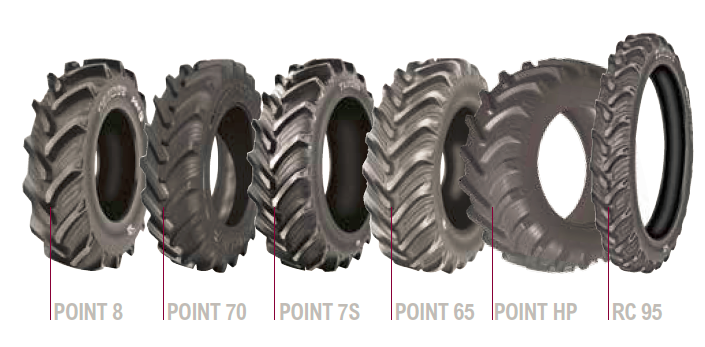 POINT 8
POINT 70
POINT 7S
POINT 65
POINT HP
RC 95